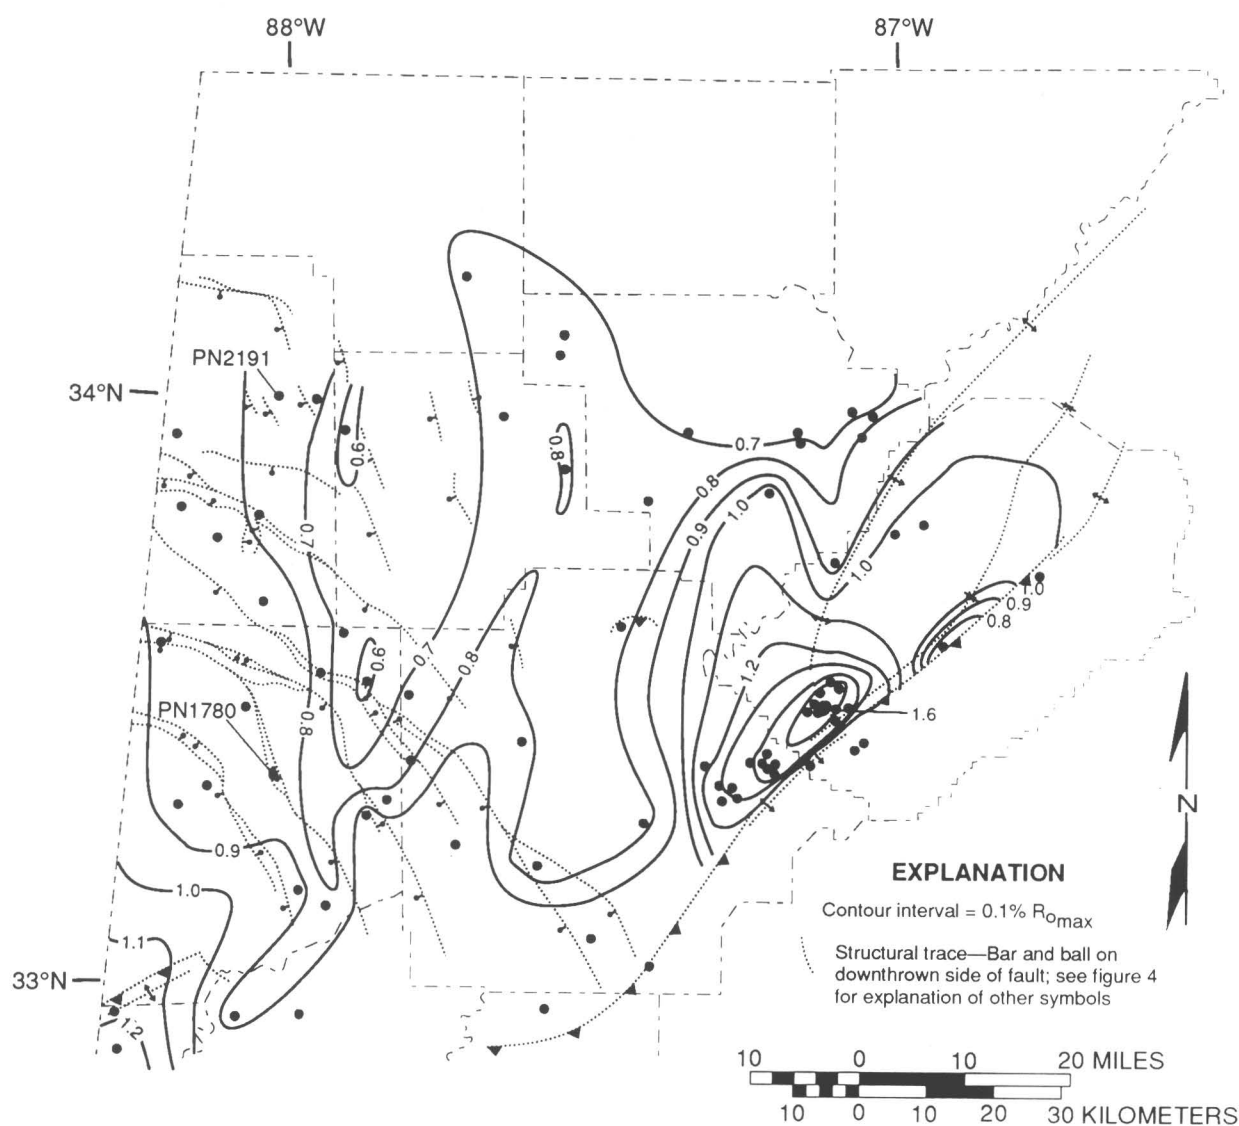 88°W 87°W
PN2191
34°N
0.9
0.8
0.7
0.8
0.9
1.0
0.7
1.0
1.0
0.9
0.8
0.9
0.7
0.8
1.2
PN1780
0.8
1.6
0.9
1.0
1.1
33°N
1.2
N
EXPLANATION
Contour interval = 0.1% Romax
Structural trace—Bar and ball on
downthrown side of fault; see figure 4
for explanation of other symbols
10 0 10 20 MILES
10 0 10 20 30 KILOMETERS